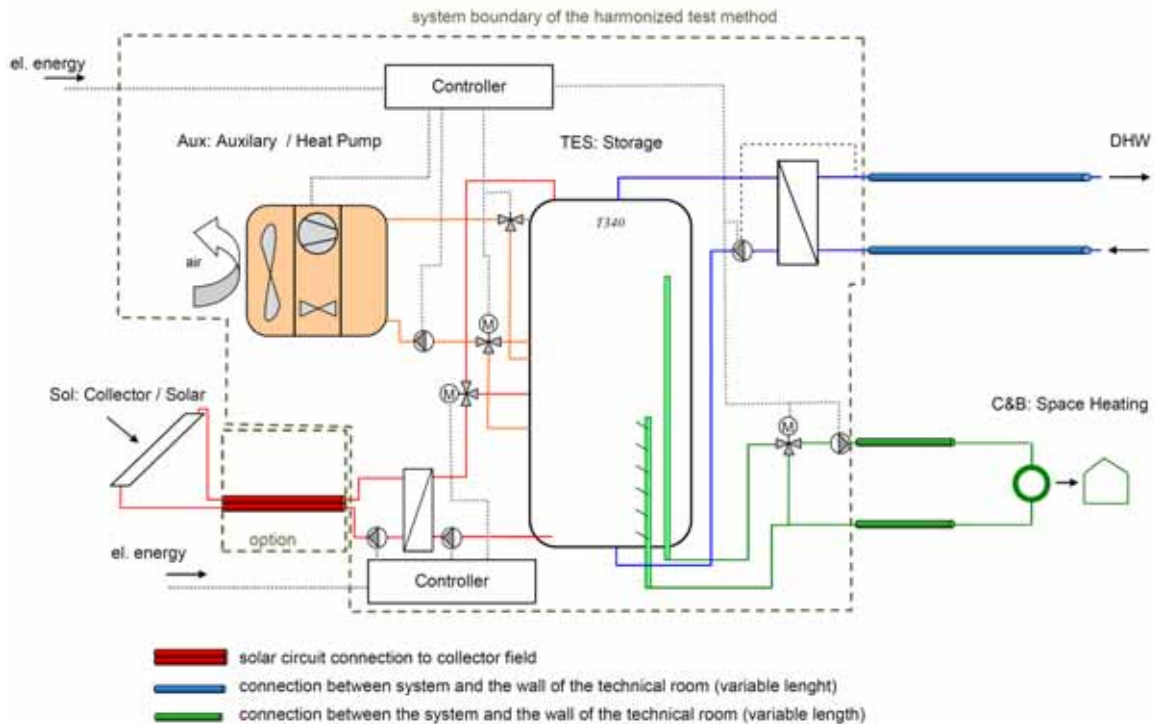 system boundary of the harmonized test method
el. energy
Controller
Aux: Auxilary / Heat Pump
TES: Storage
DHW
T340
air
M
M
Sol: Collector / Solar
M
C&B: Space Heating
option
el. energy
Controller
solar circuit connection to collector field
connection between system and the wall of the technical room (variable lenght)
connection between the system and the wall of the technical room (variable length)